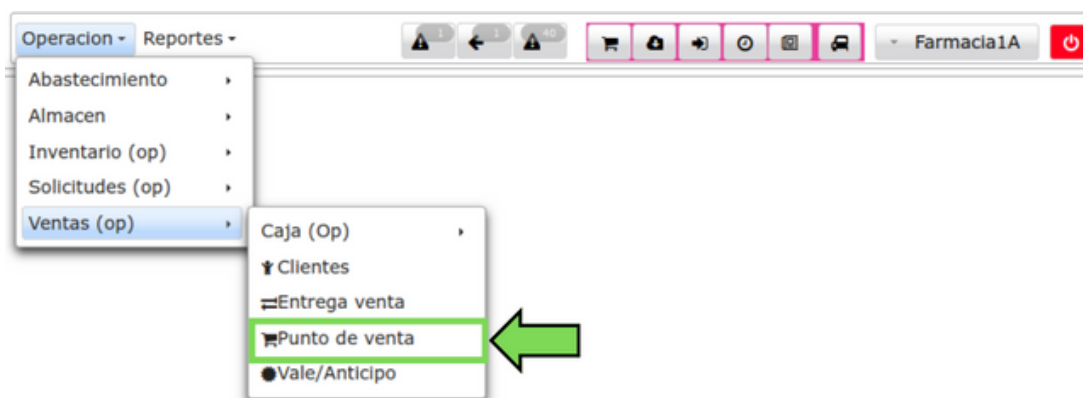 Operacion Reportes 1 1 40 Farmacia1A
Abastecimiento
Almacen
Inventario (op)
Solicitudes (op)
Ventas (op)
Caja (Op)
Clientes
Entrega venta
Punto de venta
Vale/Anticipo